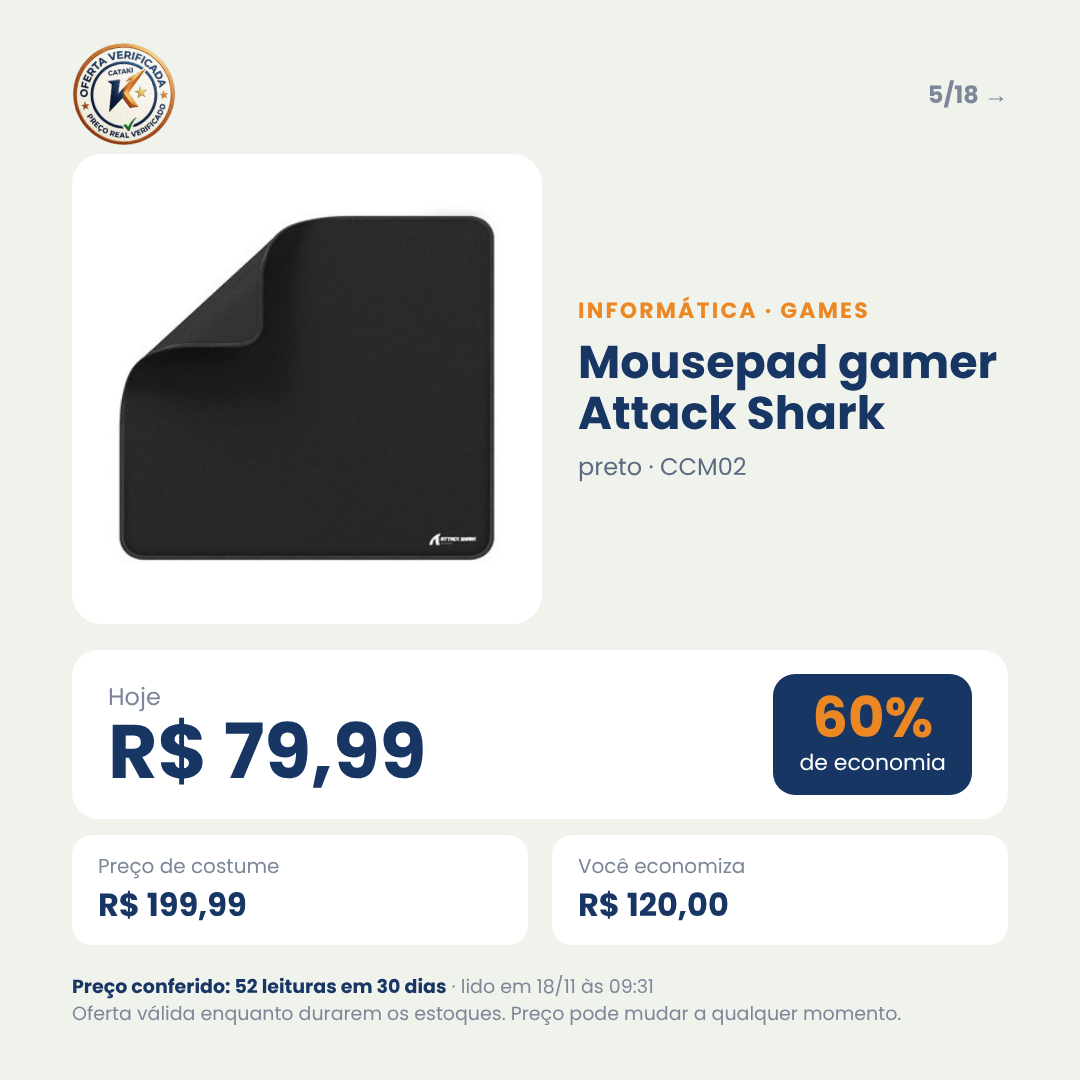 OFERTA VERIFICADA
CATAKI
K
PREÇO REAL VERIFICADO
5/18 →
ATTACK SHARK
INFORMÁTICA · GAMES
Mousepad gamer
Attack Shark
preto · CCM02
Hoje
R$ 79,99
60%
de economia
Preço de costume
R$ 199,99
Você economiza
R$ 120,00
Preço conferido: 52 leituras em 30 dias · lido em 18/11 às 09:31
Oferta válida enquanto durarem os estoques. Preço pode mudar a qualquer momento.